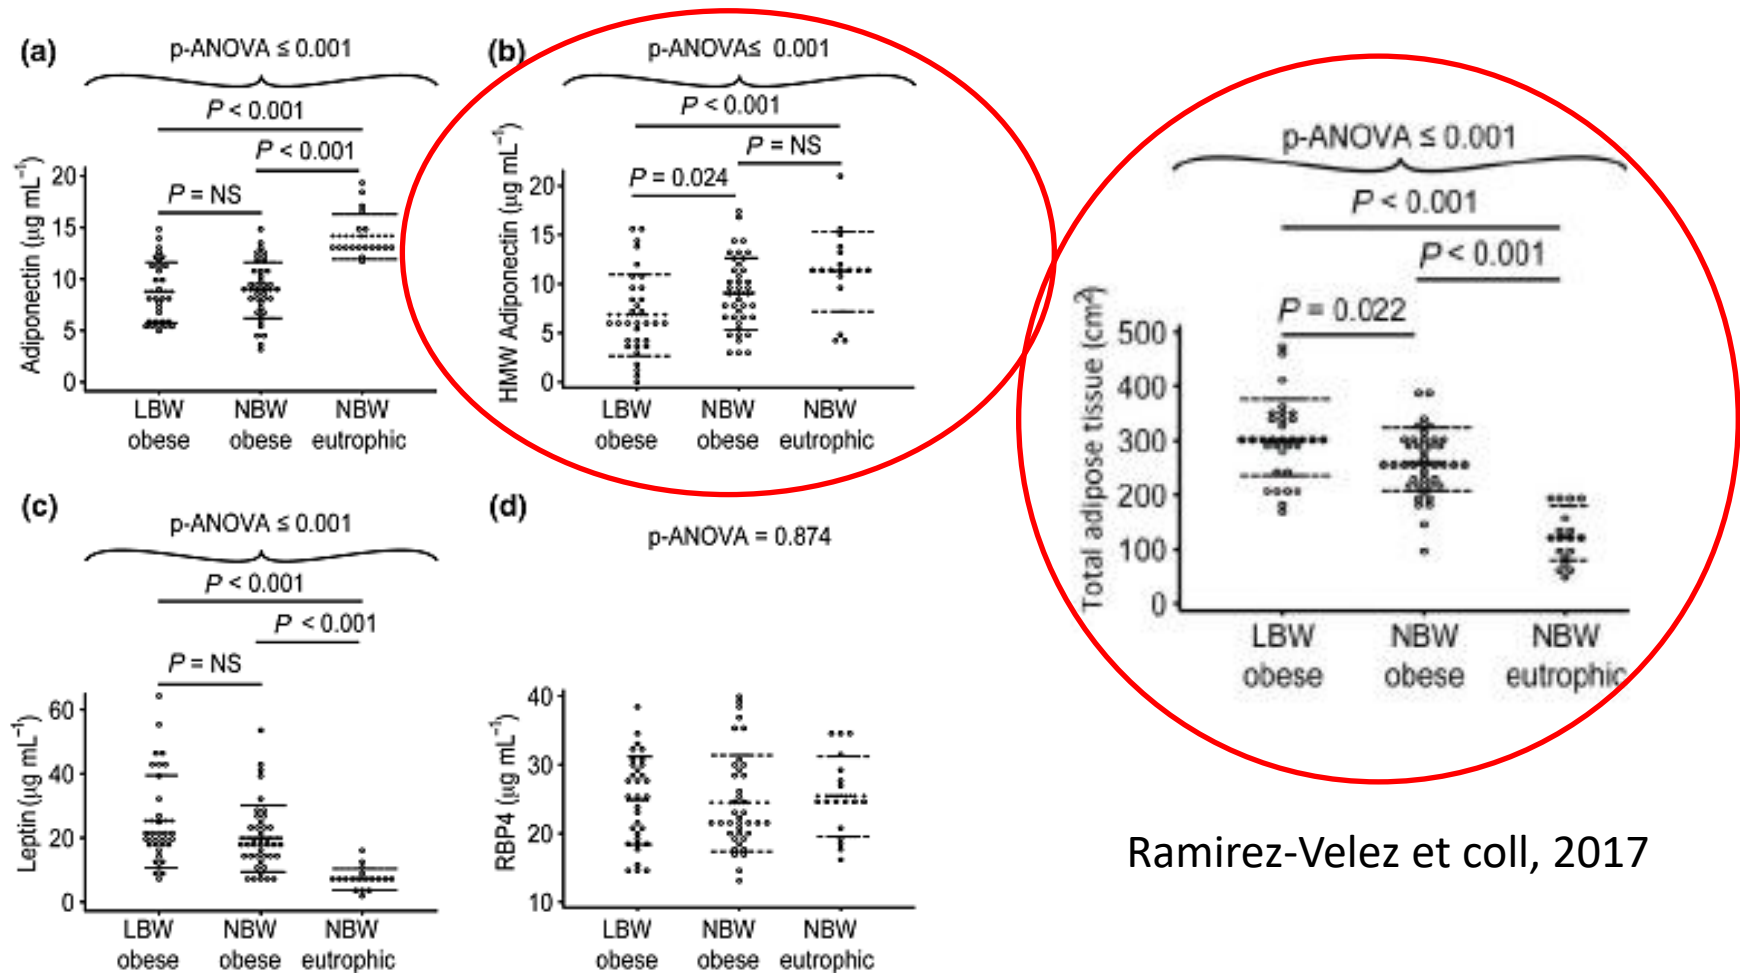 (a)
p-ANOVA ≤ 0.001
P < 0.001
P < 0.001
P = NS
Adiponectin (µg mL⁻¹)
20
15
10
5
0
LBW NBW NBW
obese obese eutrophic
(b)
p-ANOVA≤ 0.001
P < 0.001
P = NS
P = 0.024
HMW Adiponectin (µg mL⁻¹)
20
15
10
5
0
LBW NBW NBW
obese obese eutrophic
p-ANOVA ≤ 0.001
P < 0.001
P < 0.001
P = 0.022
Total adipose tissue (cm²)
500
400
300
200
100
0
LBW NBW NBW
obese obese eutrophic
(c)
p-ANOVA ≤ 0.001
P < 0.001
P < 0.001
P = NS
Leptin (µg mL⁻¹)
60
40
20
0
LBW NBW NBW
obese obese eutrophic
(d)
p-ANOVA = 0.874
RBP4 (µg mL⁻¹)
40
30
20
10
LBW NBW NBW
obese obese eutrophic
Ramirez-Velez et coll, 2017